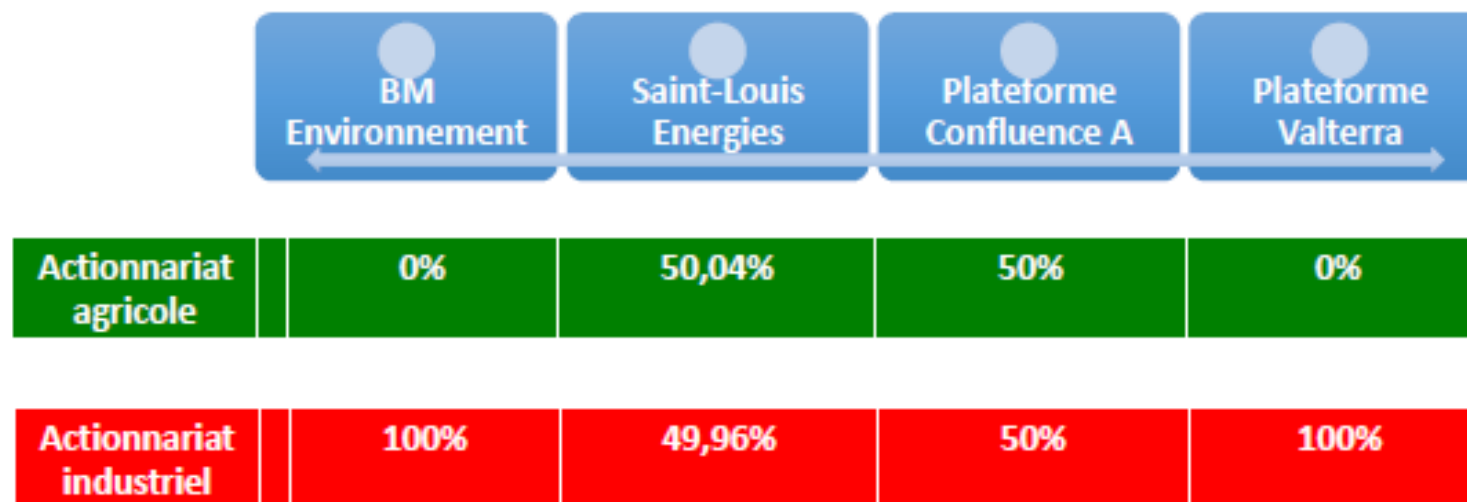 BM
Environnement
Saint-Louis
Energies
Plateforme
Confluence A
Plateforme
Valterra
Actionnariat
agricole
0%
50,04%
50%
0%
Actionnariat
industriel
100%
49,96%
50%
100%